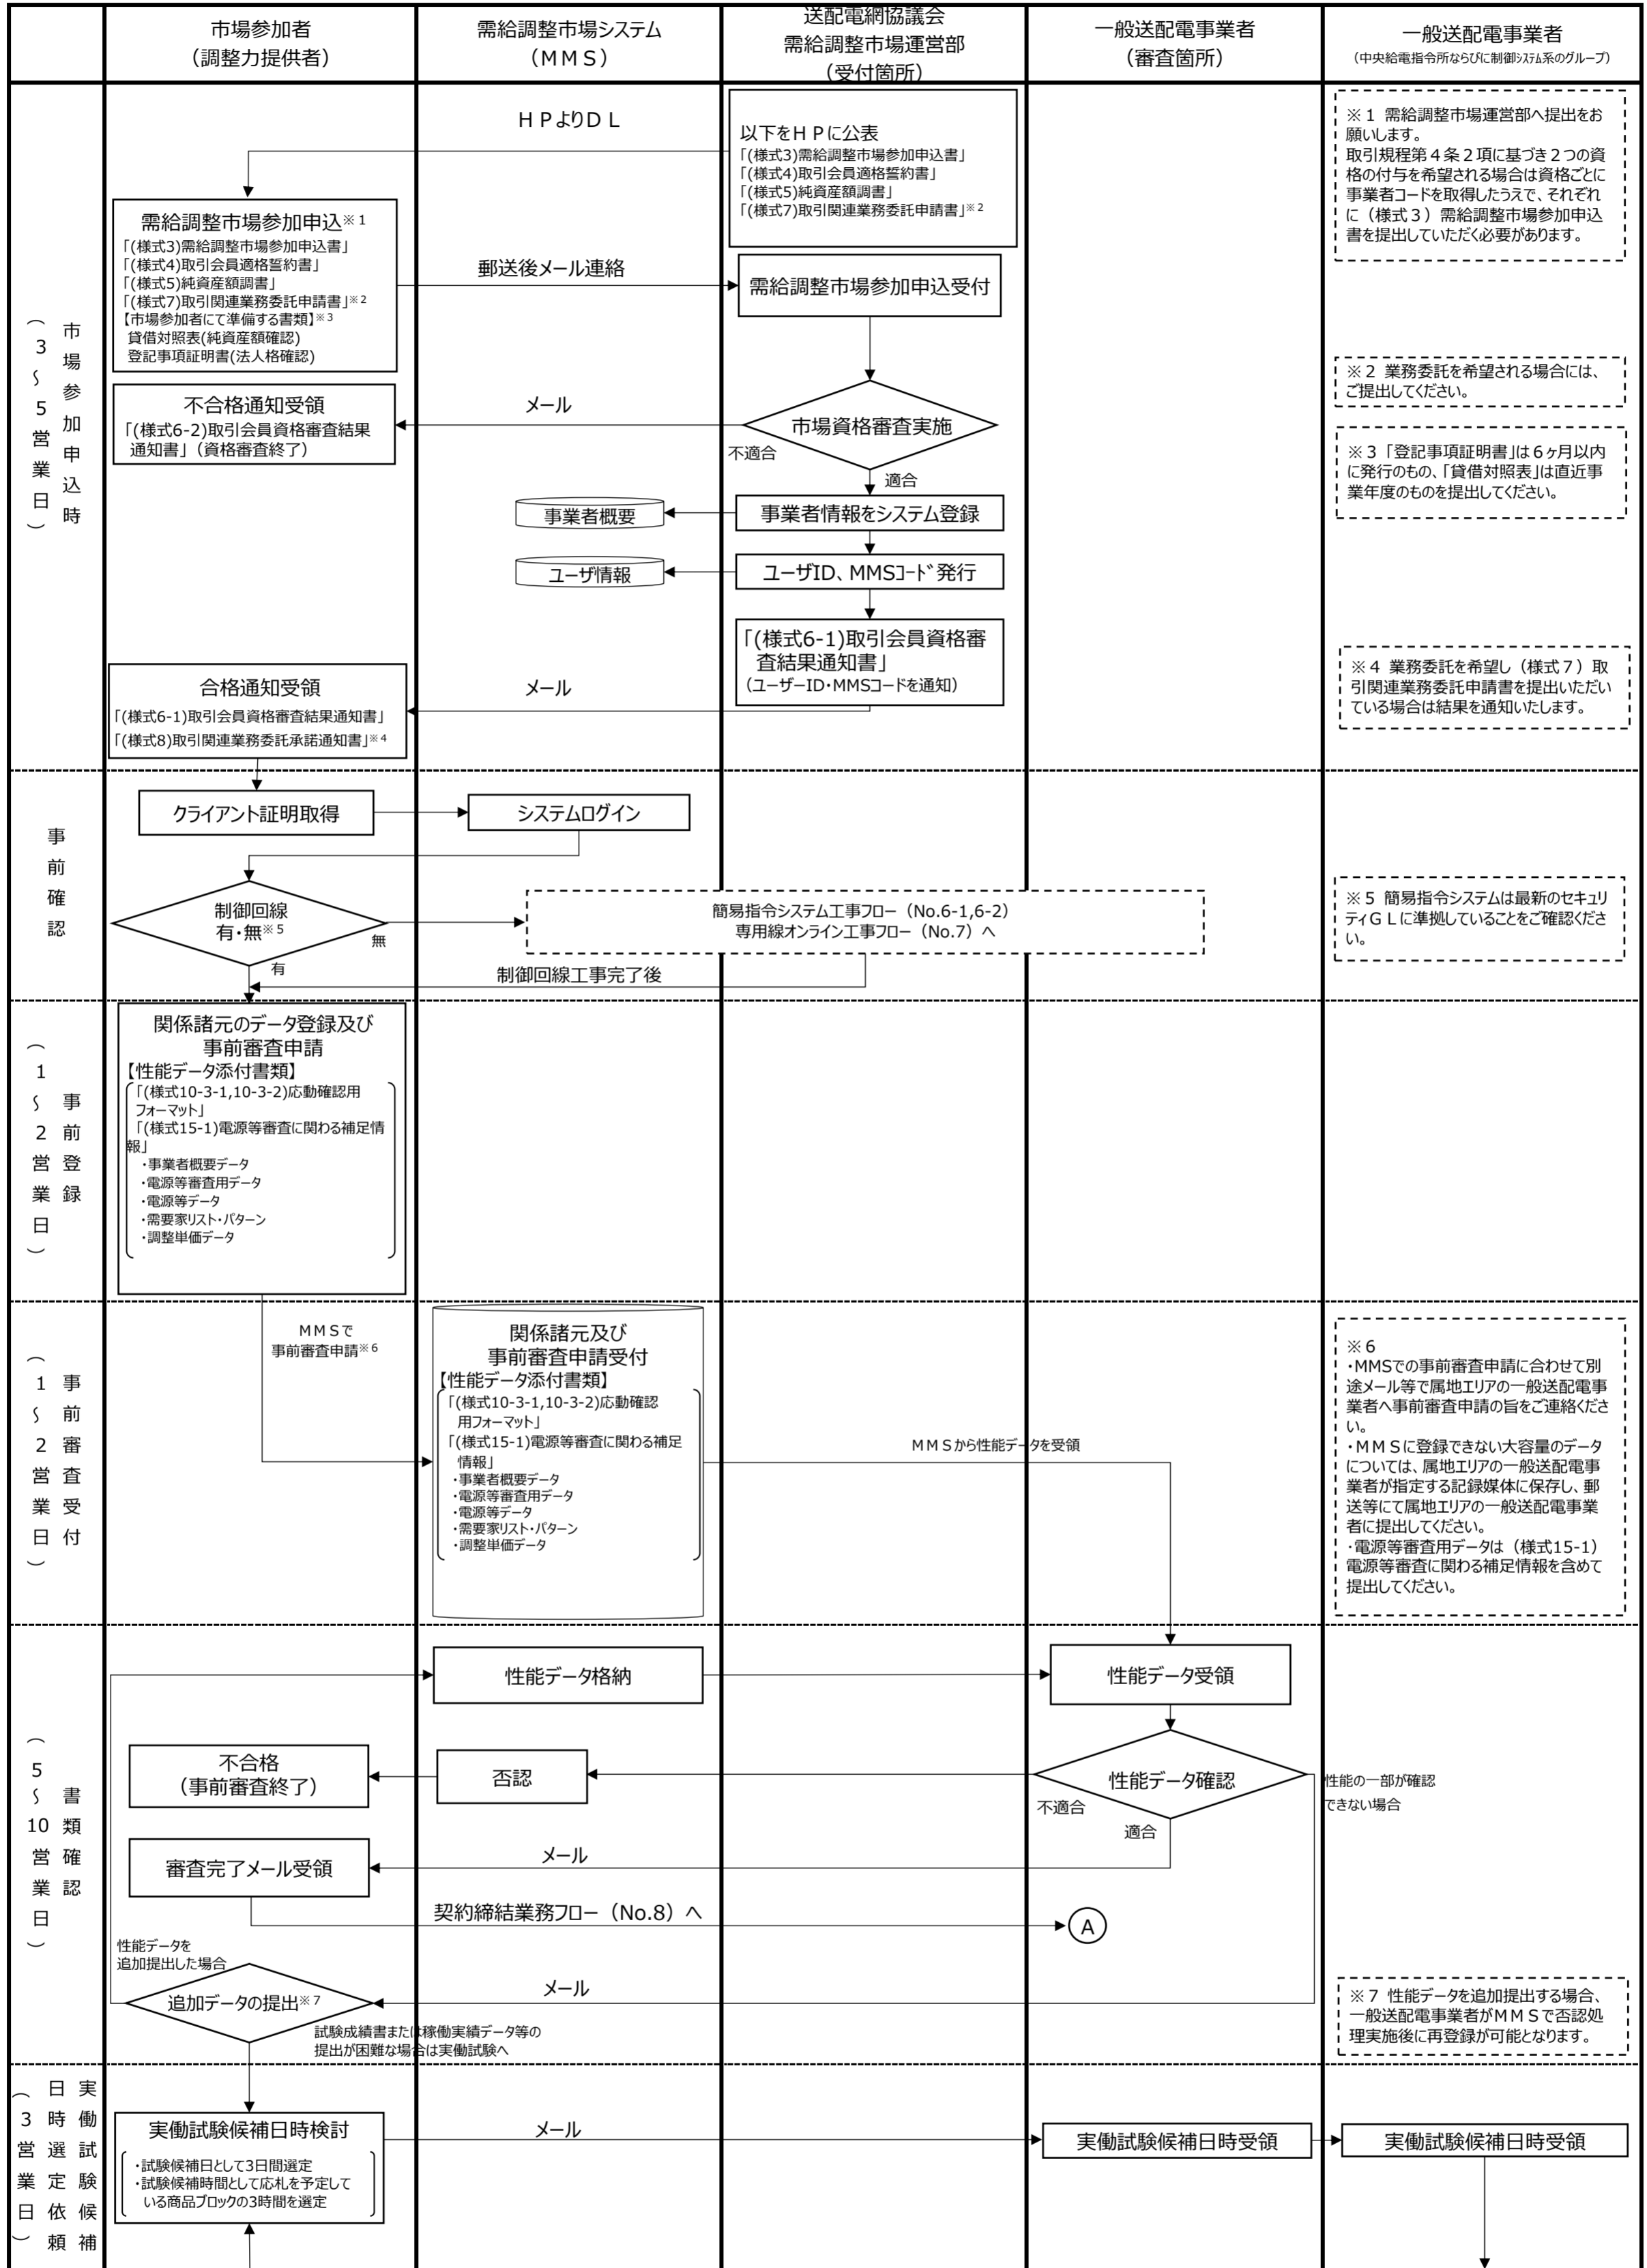 市場参加者
（調整力提供者）
需給調整市場システム
（ＭＭＳ）
送配電網協議会
需給調整市場運営部
（受付箇所）
一般送配電事業者
（審査箇所）
一般送配電事業者
（中央給電指令所ならびに制御システム系のグループ）
市場参加申込時
（3～5営業日）
ＨＰよりＤＬ
以下をＨＰに公表
「(様式3)需給調整市場参加申込書」
「(様式4)取引会員適格誓約書」
「(様式5)純資産額調書」
「(様式7)取引関連業務委託申請書」※2
※１ 需給調整市場運営部へ提出をお
願いします。
取引規程第４条２項に基づき２つの資
格の付与を希望される場合は資格ごとに
事業者コードを取得したうえで、それぞれ
に（様式３）需給調整市場参加申込
書を提出していただく必要があります。
需給調整市場参加申込※1
「(様式3)需給調整市場参加申込書」
「(様式4)取引会員適格誓約書」
「(様式5)純資産額調書」
「(様式7)取引関連業務委託申請書」※2
【市場参加者にて準備する書類】※3
貸借対照表(純資産額確認)
登記事項証明書(法人格確認)
郵送後メール連絡
需給調整市場参加申込受付
※２ 業務委託を希望される場合には、
ご提出してください。
不合格通知受領
「(様式6-2)取引会員資格審査結果
通知書」（資格審査終了）
メール
市場資格審査実施
不適合
適合
※３「登記事項証明書」は６ヶ月以内
に発行のもの、「貸借対照表」は直近事
業年度のものを提出してください。
事業者概要
事業者情報をシステム登録
ユーザ情報
ユーザID、MMSｺｰﾄﾞ発行
「(様式6-1)取引会員資格審
査結果通知書」
（ユーザーID・MMSコードを通知）
合格通知受領
「(様式6-1)取引会員資格審査結果通知書」
「(様式8)取引関連業務委託承諾通知書」※4
メール
※４ 業務委託を希望し（様式７）取
引関連業務委託申請書を提出いただい
ている場合は結果を通知いたします。
事前確認
クライアント証明取得
システムログイン
制御回線
有・無※5
無
有
簡易指令システム工事フロー（No.6-1,6-2）
専用線オンライン工事フロー（No.7）へ
制御回線工事完了後
※５ 簡易指令システムは最新のセキュリ
ティＧＬに準拠していることをご確認くださ
い。
事前登録
（1～2営業日）
関係諸元のデータ登録及び
事前審査申請
【性能データ添付書類】
「(様式10-3-1,10-3-2)応動確認用
フォーマット」
「(様式15-1)電源等審査に関わる補足情
報」
・事業者概要データ
・電源等審査用データ
・電源等データ
・需要家リスト・パターン
・調整単価データ
事前審査受付
（1～2営業日）
ＭＭＳで
事前審査申請※6
関係諸元及び
事前審査申請受付
【性能データ添付書類】
「(様式10-3-1,10-3-2)応動確認
用フォーマット」
「(様式15-1)電源等審査に関わる補足
情報」
・事業者概要データ
・電源等審査用データ
・電源等データ
・需要家リスト・パターン
・調整単価データ
ＭＭＳから性能データを受領
※６
・MMSでの事前審査申請に合わせて別
途メール等で属地エリアの一般送配電事
業者へ事前審査申請の旨をご連絡くださ
い。
・ＭＭＳに登録できない大容量のデータ
については、属地エリアの一般送配電事
業者が指定する記録媒体に保存し、郵
送等にて属地エリアの一般送配電事業
者に提出してください。
・電源等審査用データは（様式15-1）
電源等審査に関わる補足情報を含めて
提出してください。
書類確認
（5～10営業日）
性能データ格納
性能データ受領
不合格
（事前審査終了）
否認
性能データ確認
不適合
適合
性能の一部が確認
できない場合
審査完了メール受領
メール
契約締結業務フロー（No.8）へ
A
性能データを
追加提出した場合
追加データの提出※7
メール
試験成績書または稼働実績データ等の
提出が困難な場合は実働試験へ
※７ 性能データを追加提出する場合、
一般送配電事業者がＭＭＳで否認処
理実施後に再登録が可能となります。
実働試験候補
日時選定依頼
（3営業日）
実働試験候補日時検討
・試験候補日として3日間選定
・試験候補時間として応札を予定して
いる商品ブロックの3時間を選定
メール
実働試験候補日時受領
実働試験候補日時受領